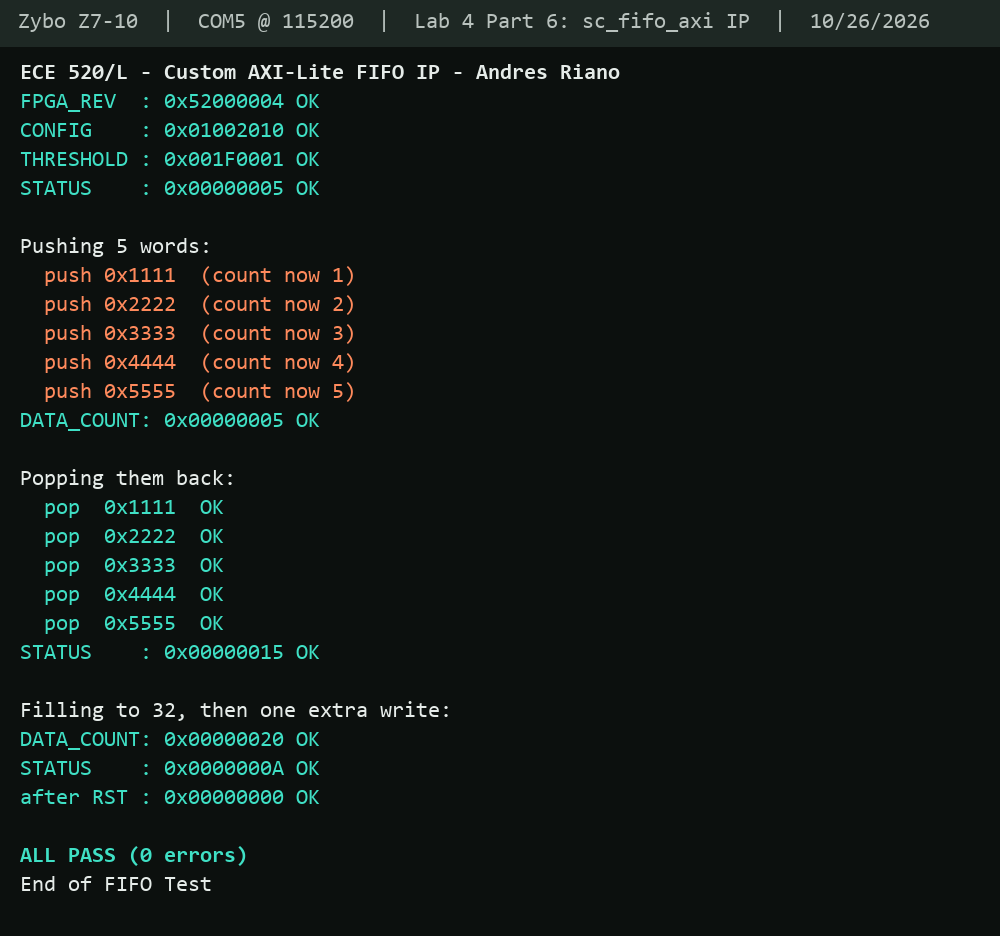 Zybo Z7-10 | COM5 @ 115200 | Lab 4 Part 6: sc_fifo_axi IP | 10/26/2026
ECE 520/L - Custom AXI-Lite FIFO IP - Andres Riano
FPGA_REV  : 0x52000004 OK
CONFIG    : 0x01002010 OK
THRESHOLD : 0x001F0001 OK
STATUS    : 0x00000005 OK
Pushing 5 words:
  push 0x1111  (count now 1)
  push 0x2222  (count now 2)
  push 0x3333  (count now 3)
  push 0x4444  (count now 4)
  push 0x5555  (count now 5)
DATA_COUNT: 0x00000005 OK
Popping them back:
  pop  0x1111  OK
  pop  0x2222  OK
  pop  0x3333  OK
  pop  0x4444  OK
  pop  0x5555  OK
STATUS    : 0x00000015 OK
Filling to 32, then one extra write:
DATA_COUNT: 0x00000020 OK
STATUS    : 0x0000000A OK
after RST : 0x00000000 OK
ALL PASS (0 errors)
End of FIFO Test